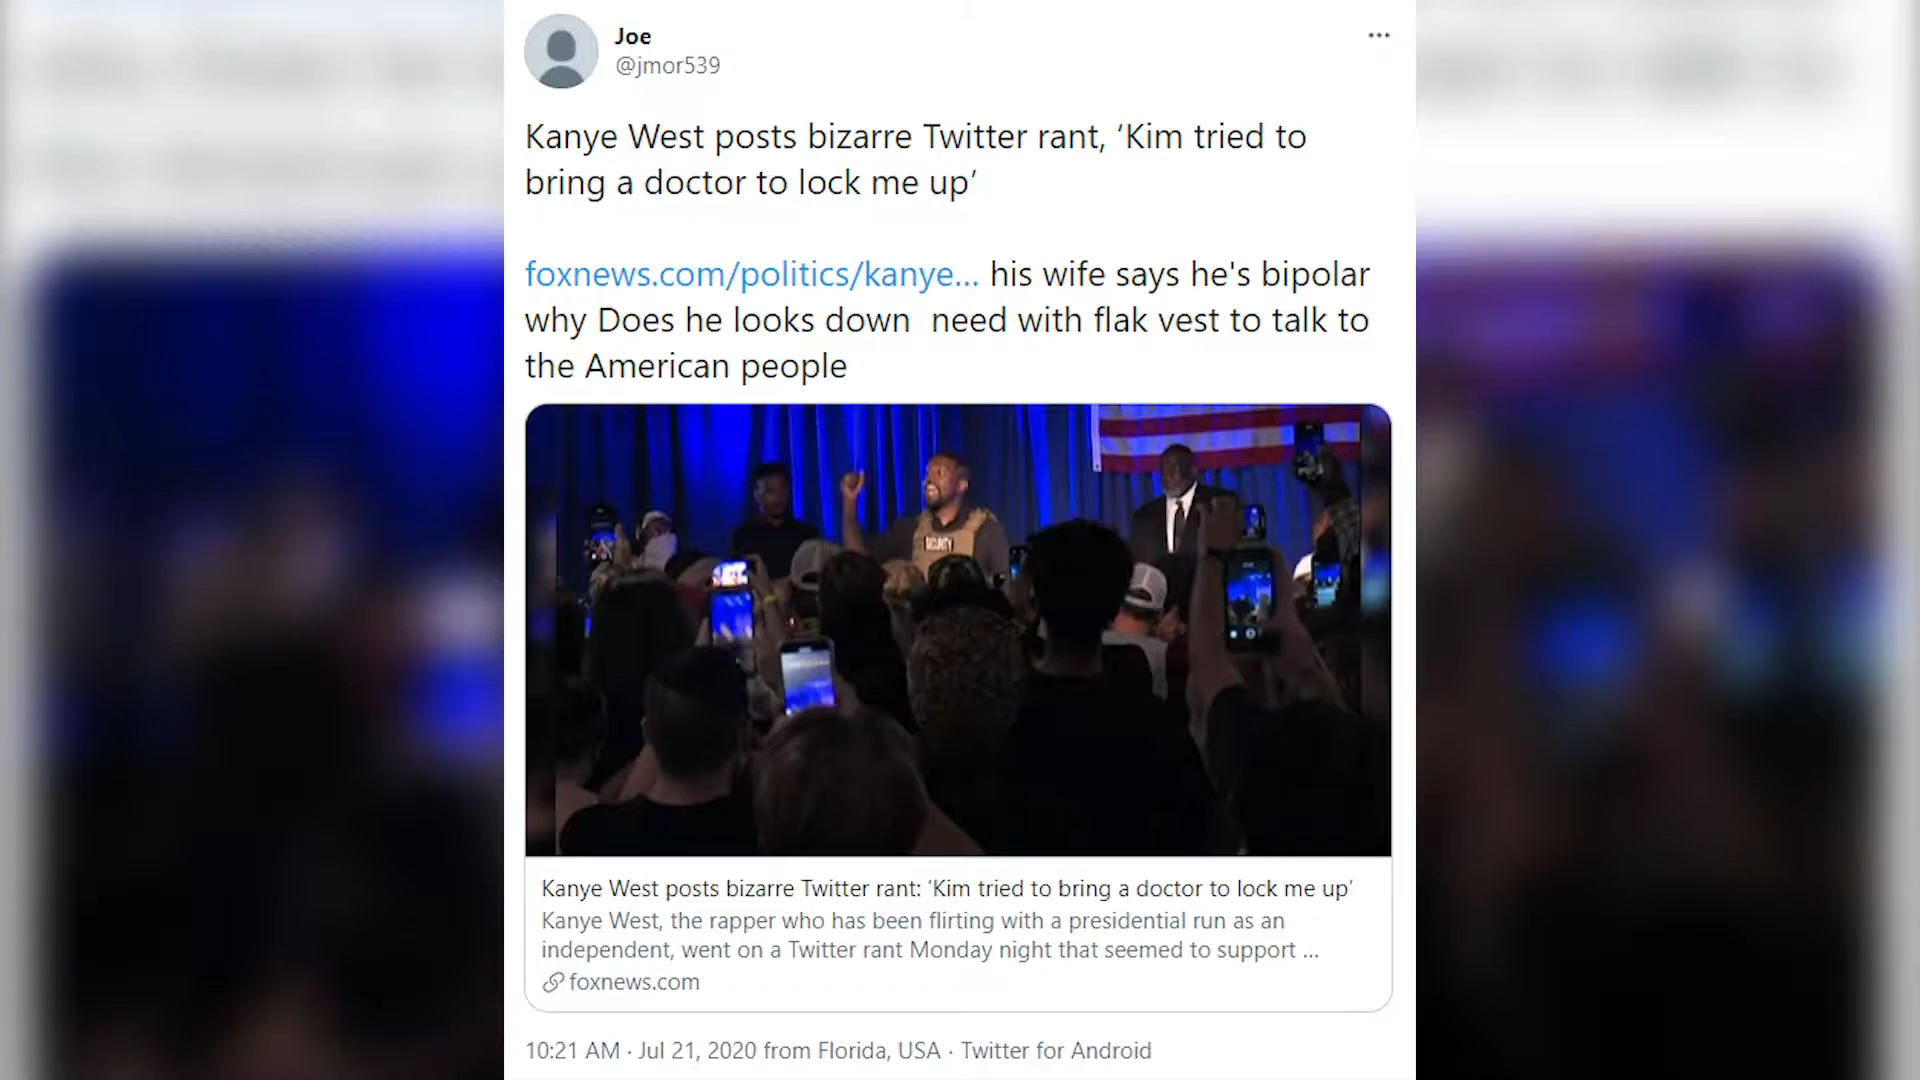 Joe
@jmor539
Kanye West posts bizarre Twitter rant, ‘Kim tried to
bring a doctor to lock me up’
foxnews.com/politics/kanye... his wife says he's bipolar
why Does he looks down  need with flak vest to talk to
the American people
SECURITY
Kanye West posts bizarre Twitter rant: ‘Kim tried to bring a doctor to lock me up’
Kanye West, the rapper who has been flirting with a presidential run as an
independent, went on a Twitter rant Monday night that seemed to support ...
foxnews.com
10:21 AM · Jul 21, 2020 from Florida, USA · Twitter for Android